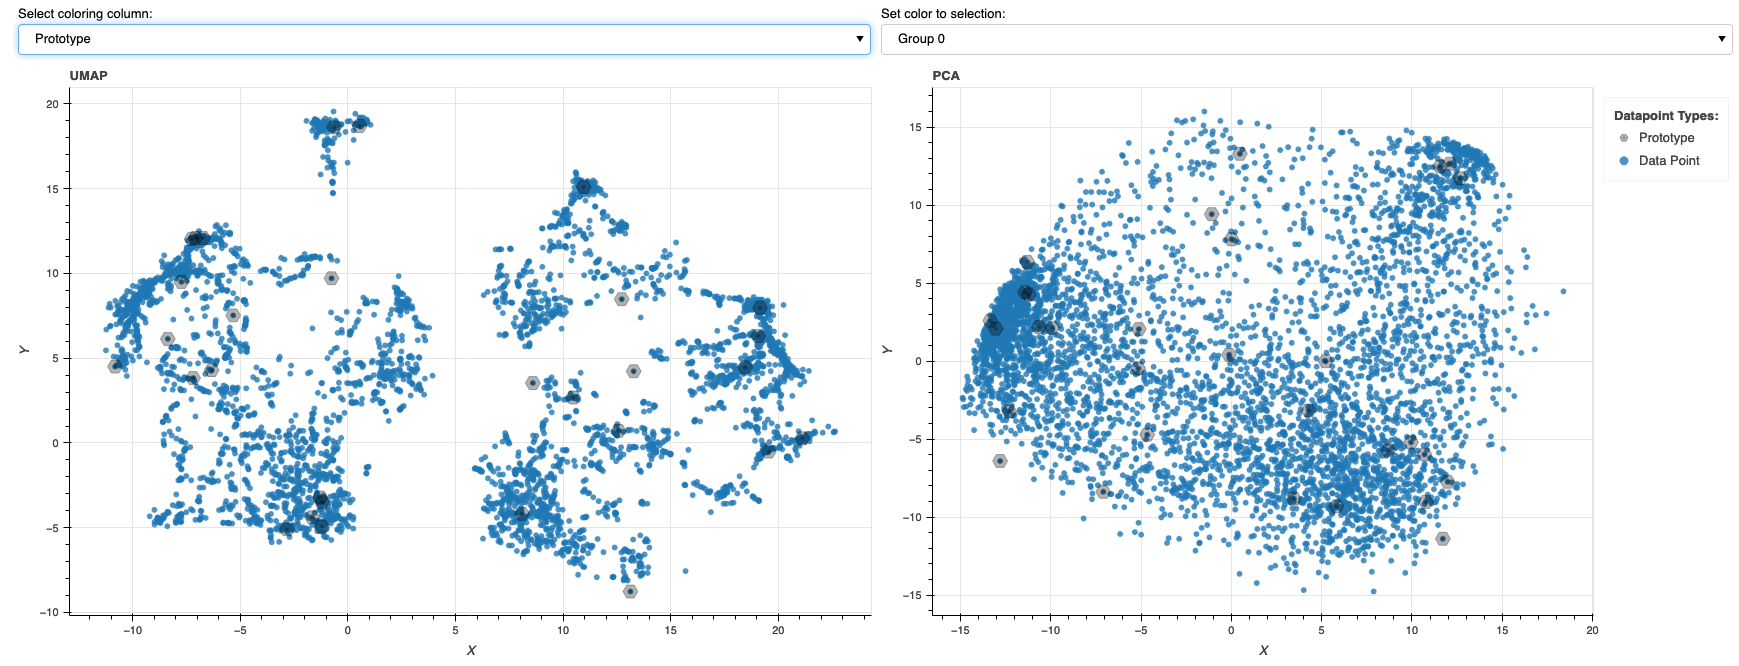 Select coloring column:
Prototype
Set color to selection:
Group 0
UMAP
20
15
10
5
0
−5
−10
Y
−10 −5 0 5 10 15 20
X
PCA
15
10
5
0
−5
−10
−15
Y
−15 −10 −5 0 5 10 15 20
X
Datapoint Types:
Prototype
Data Point